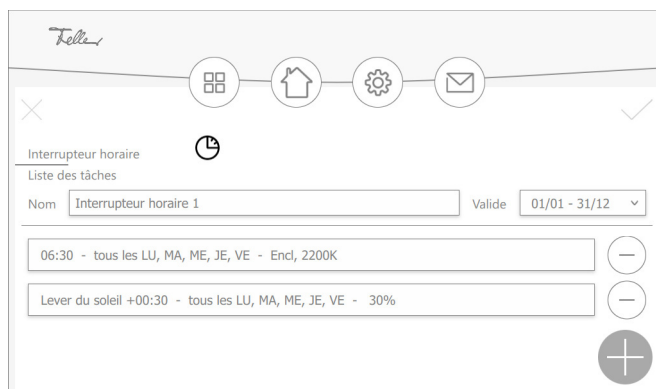 Feller
Interrupteur horaire
Liste des tâches
Nom Interrupteur horaire 1 Valide 01/01 - 31/12
06:30 - tous les LU, MA, ME, JE, VE - Encl, 2200K
Lever du soleil +00:30 - tous les LU, MA, ME, JE, VE - 30%